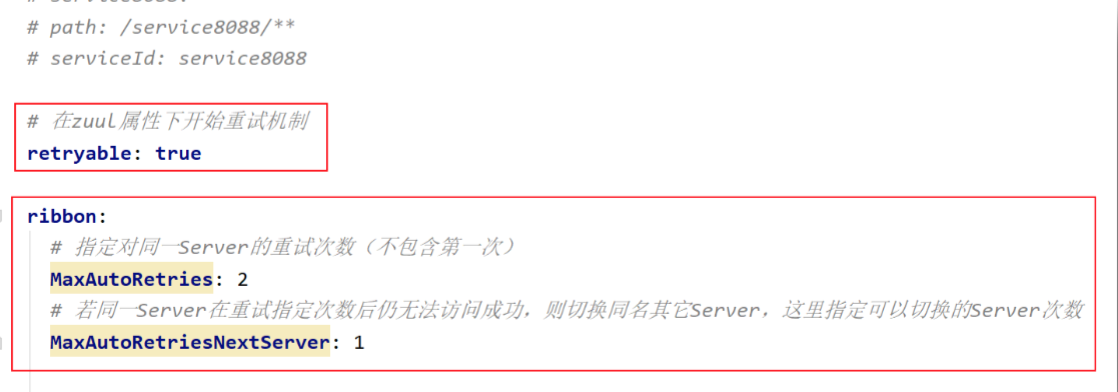 # path: /service8088/**
# serviceId: service8088
# 在zuul属性下开始重试机制
retryable: true
ribbon:
# 指定对同一Server的重试次数（不包含第一次）
MaxAutoRetries: 2
# 若同一Server在重试指定次数后仍无法访问成功，则切换同名其它Server，这里指定可以切换的Server次数
MaxAutoRetriesNextServer: 1